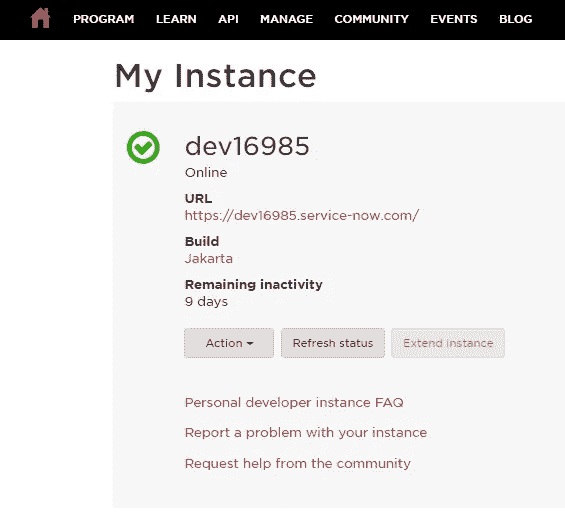 PROGRAM LEARN API MANAGE COMMUNITY EVENTS BLOG
My Instance
dev16985
Online
URL
https://dev16985.service-now.com/
Build
Jakarta
Remaining inactivity
9 days
Action Refresh status Extend instance
Personal developer instance FAQ
Report a problem with your instance
Request help from the community